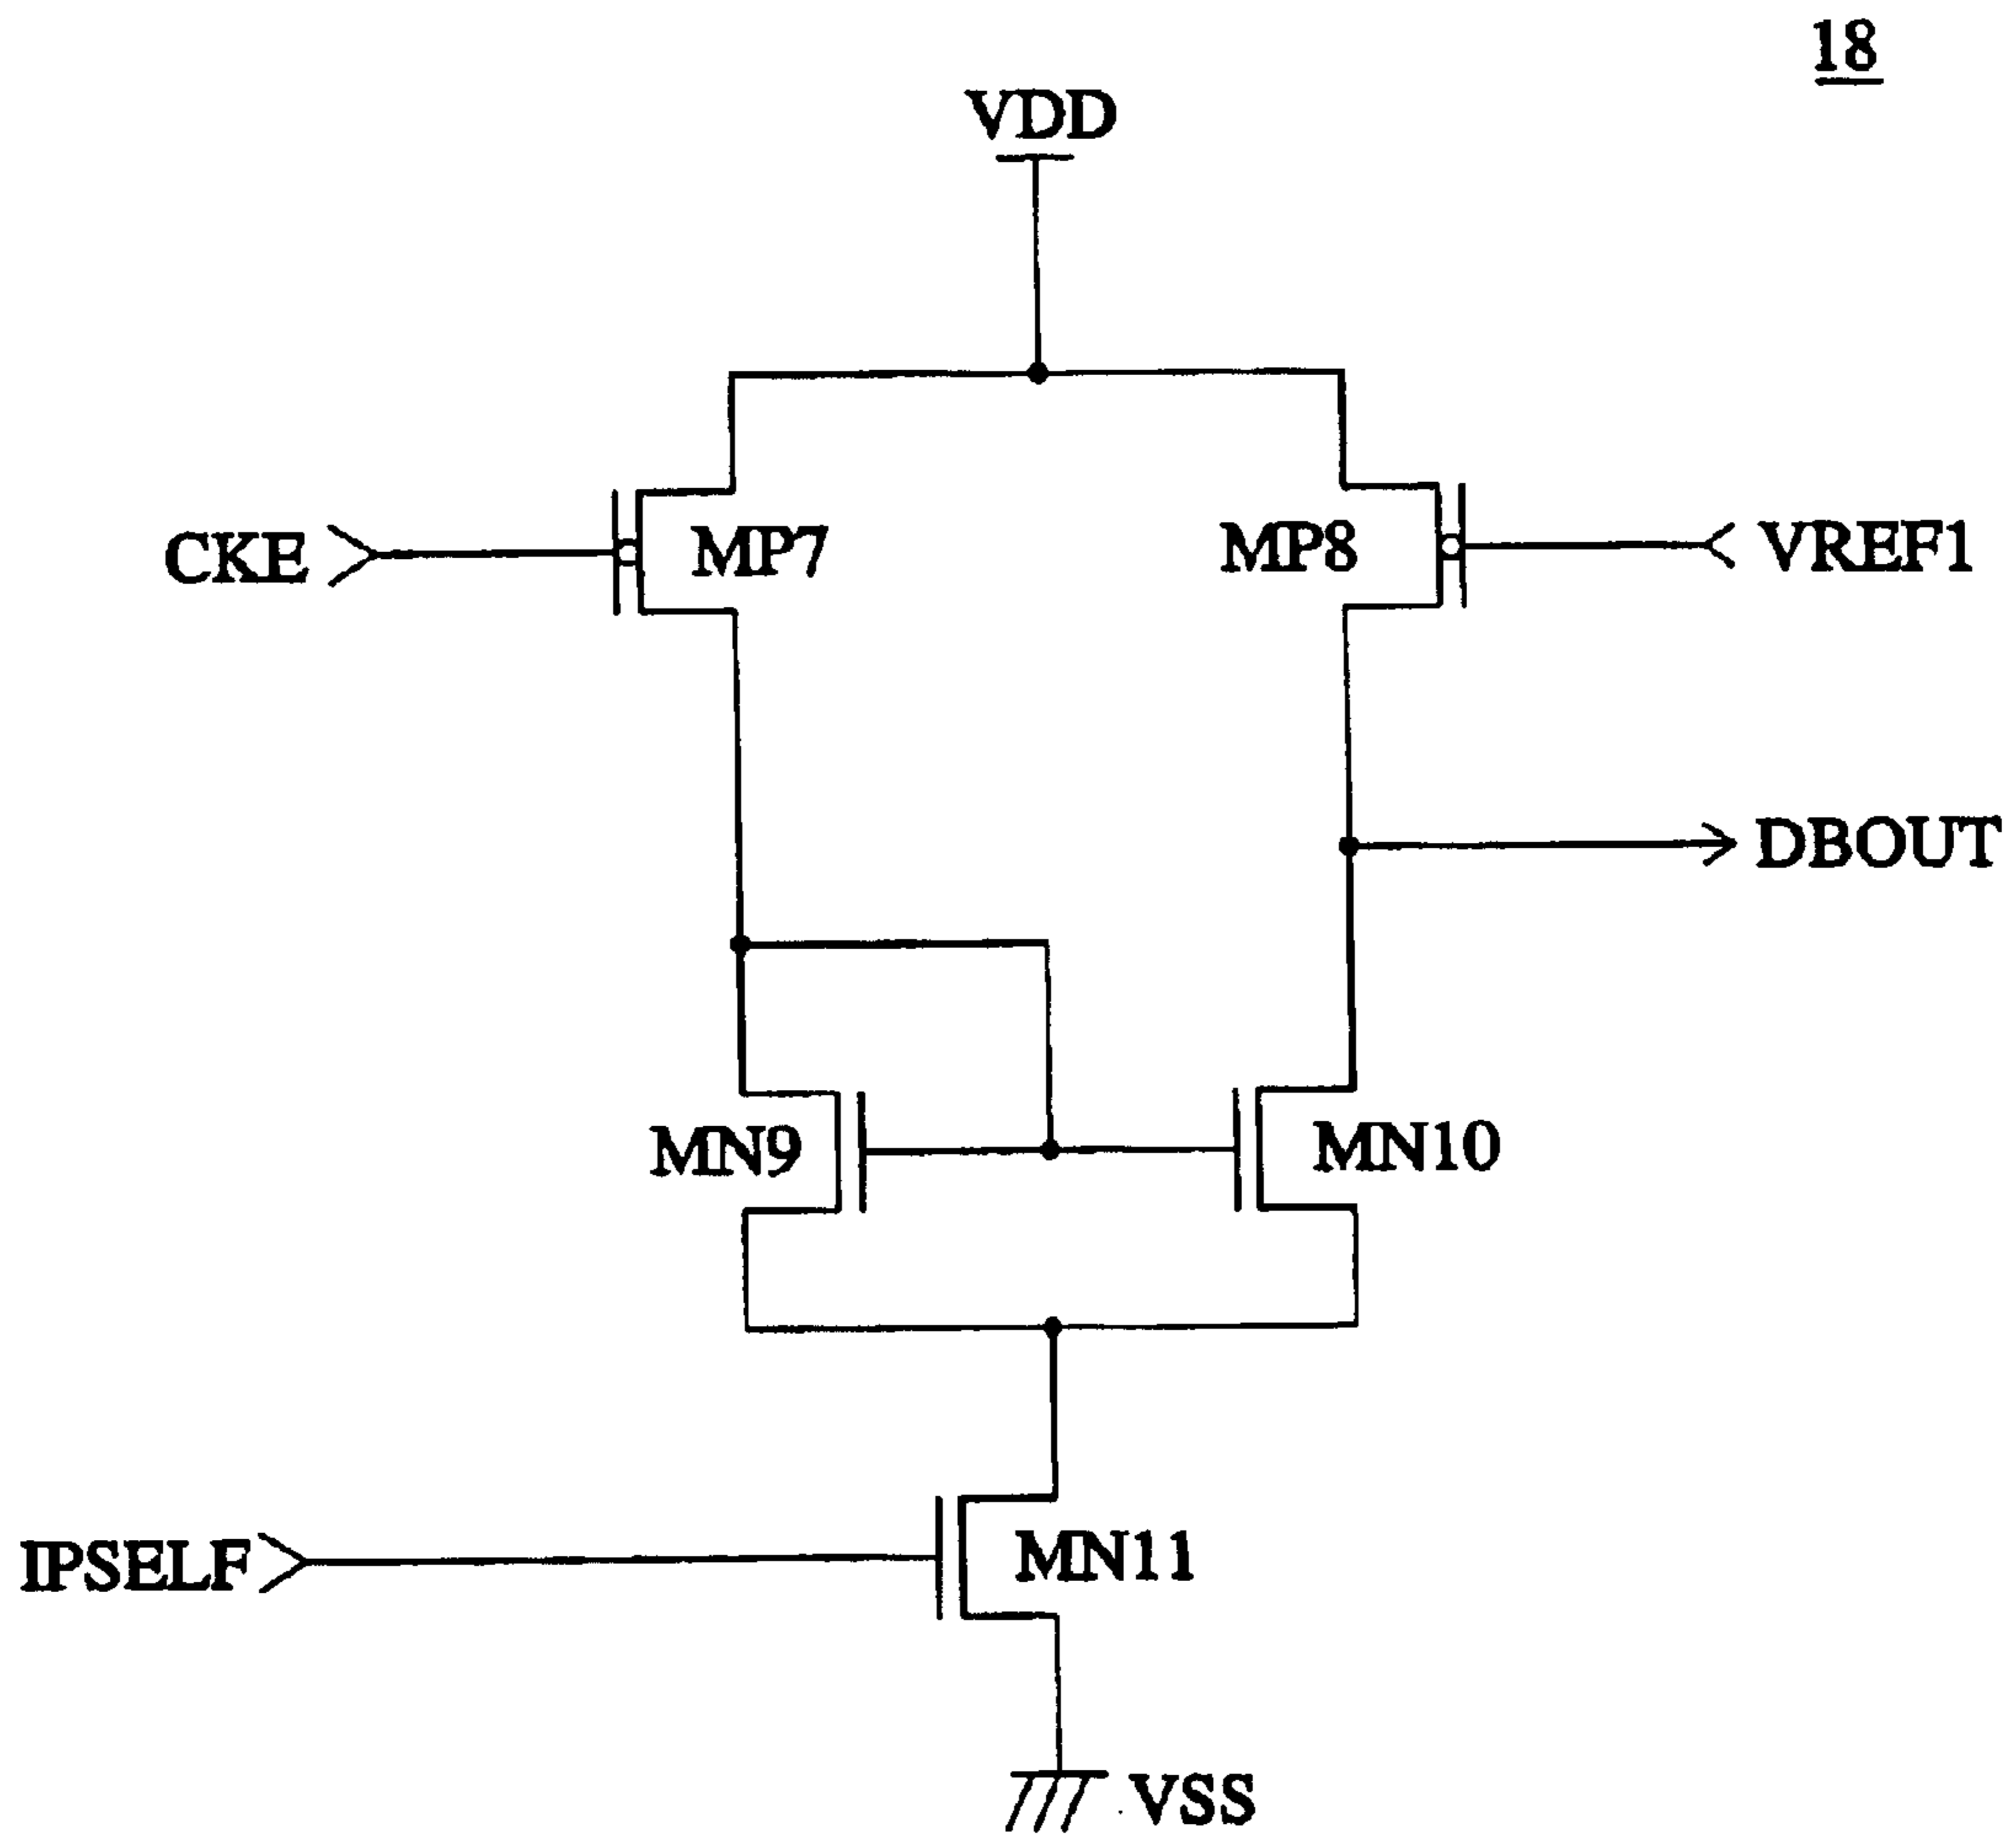 18
VDD
CKE
MP7
MP8
VREF1
DBOUT
MN9
MN10
IPSELF
MN11
VSS